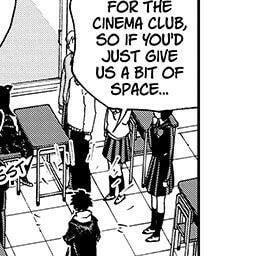 FOR THE
CINEMA CLUB,
SO IF YOU'D
JUST GIVE
US A BIT OF
SPACE...